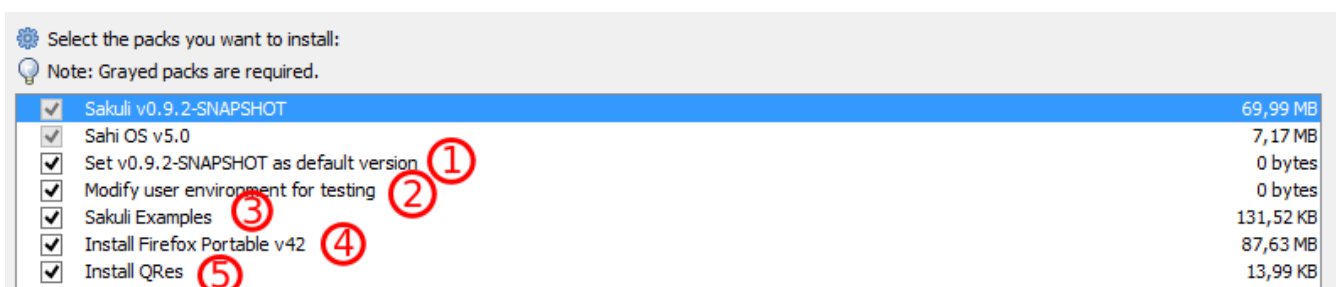 Select the packs you want to install:
Note: Grayed packs are required.
Sakuli v0.9.2-SNAPSHOT 69,99 MB
Sahi OS v5.0 7,17 MB
Set v0.9.2-SNAPSHOT as default version 1 0 bytes
Modify user environment for testing 2 0 bytes
Sakuli Examples 3 131,52 KB
Install Firefox Portable v42 4 87,63 MB
Install QRes 5 13,99 KB